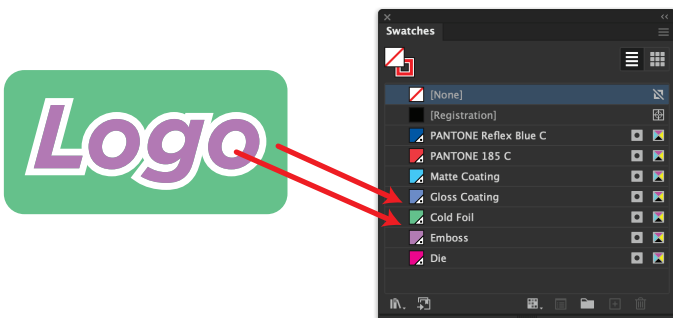 Logo
Swatches
[None]
[Registration]
PANTONE Reflex Blue C
PANTONE 185 C
Matte Coating
Gloss Coating
Cold Foil
Emboss
Die